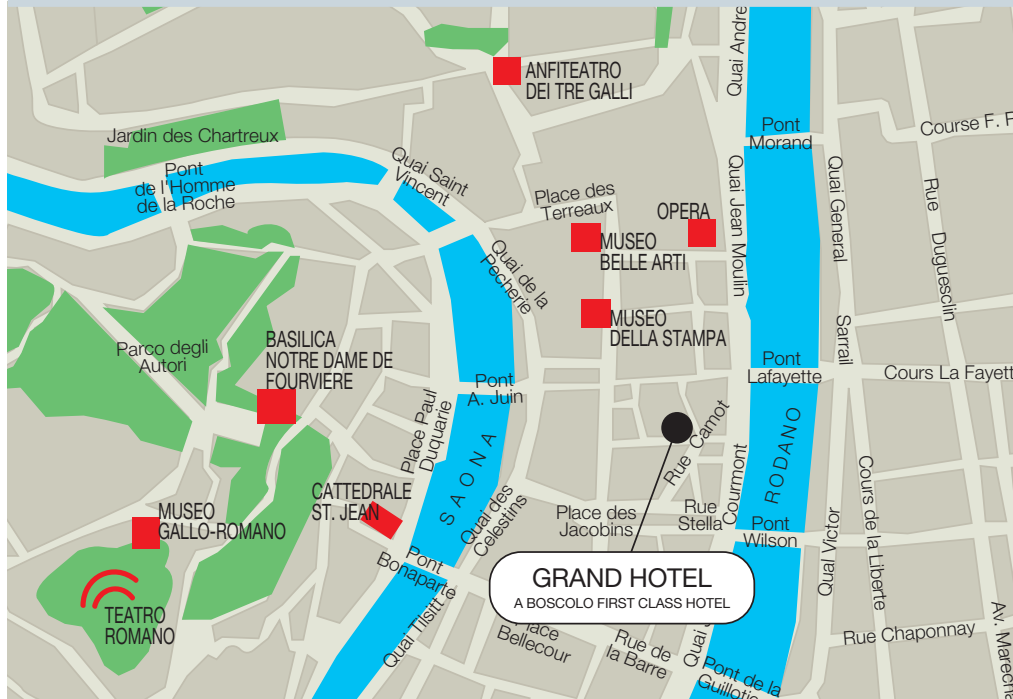 Quai André
ANFITEATRO
DEI TRE GALLI
Pont
Morand
Course F.
Jardin des Chartreux
Pont
de l'Homme
de la Roche
Quai Saint
Vincent
Place des
Terreaux
OPERA
Quai Jean Moulin
Quai General
Sarrail
Rue Duguesclin
MUSEO
BELLE ARTI
Quai de la
Pecherie
MUSEO
DELLA STAMPA
BASILICA
NOTRE DAME DE
FOURVIERE
Parco degli
Autori
Pont
A. Juin
Pont
Lafayette
Cours La Fayett
Place Paul
Duquarie
SAONA
RODANO
Rue Carnot
Courmont
CATTEDRALE
ST. JEAN
Quai des
Celestins
Place des
Jacobins
Rue
Stella
Pont
Wilson
Quai Victor
Cours de la Liberte
MUSEO
GALLO-ROMANO
Pont
Bonaparte
GRAND HOTEL
A BOSCOLO FIRST CLASS HOTEL
TEATRO
ROMANO
Quai Tilsitt
Place
Bellecour
Rue de
la Barre
Quai
Rue Chaponnay
Av. Marecha
Pont de la
Guillotie